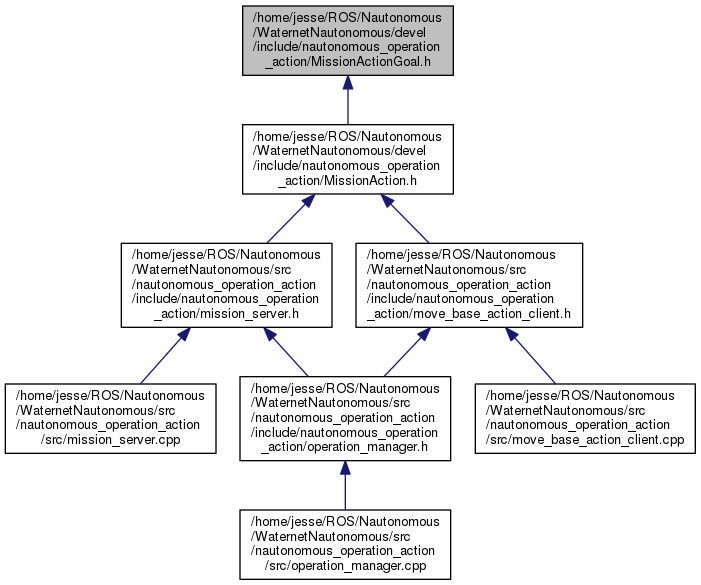 /home/jesse/ROS/Nautonomous
/WaternetNautonomous/devel
/include/nautonomous_operation
_action/MissionActionGoal.h
/home/jesse/ROS/Nautonomous
/WaternetNautonomous/devel
/include/nautonomous_operation
_action/MissionAction.h
/home/jesse/ROS/Nautonomous
/WaternetNautonomous/src
/nautonomous_operation_action
/include/nautonomous_operation
_action/mission_server.h
/home/jesse/ROS/Nautonomous
/WaternetNautonomous/src
/nautonomous_operation_action
/include/nautonomous_operation
_action/move_base_action_client.h
/home/jesse/ROS/Nautonomous
/WaternetNautonomous/src
/nautonomous_operation_action
/src/mission_server.cpp
/home/jesse/ROS/Nautonomous
/WaternetNautonomous/src
/nautonomous_operation_action
/include/nautonomous_operation
_action/operation_manager.h
/home/jesse/ROS/Nautonomous
/WaternetNautonomous/src
/nautonomous_operation_action
/src/move_base_action_client.cpp
/home/jesse/ROS/Nautonomous
/WaternetNautonomous/src
/nautonomous_operation_action
/src/operation_manager.cpp